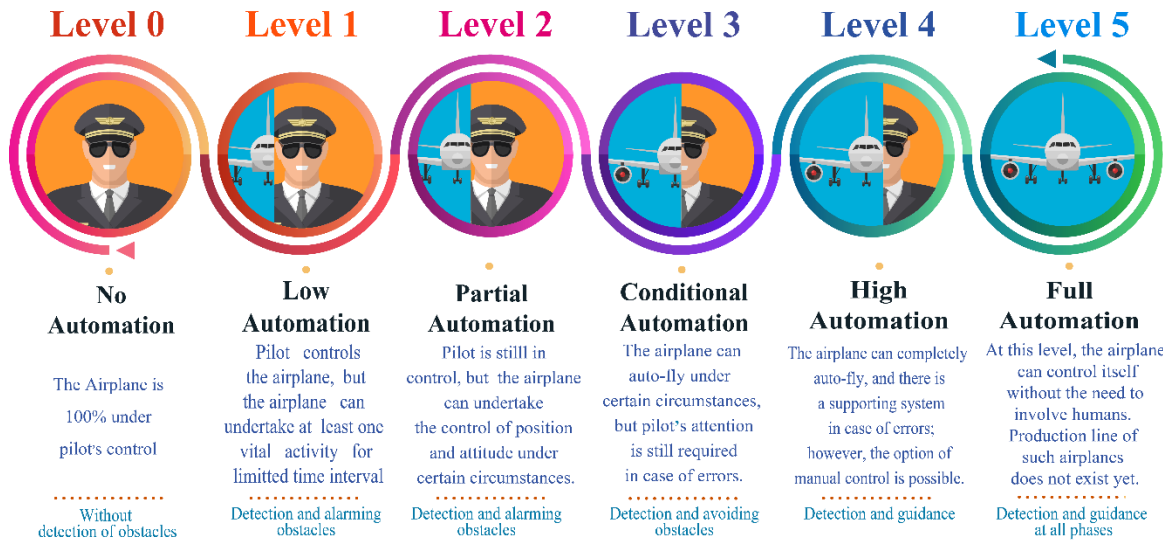 Level 0
Level 1
Level 2
Level 3
Level 4
Level 5
No
Automation
The Airplane is
100% under
pilot's control
Without
detection of obstacles
Low
Automation
Pilot controls
the airplane, but
the airplane can
undertake at least one
vital activity for
limitted time interval
Detection and alarming
obstacles
Partial
Automation
Pilot is stilll in
control, but the airplane
can undertake
the control of position
and attitude under
certain circumstances.
Detection and alarming
obstacles
Conditional
Automation
The airplane can
auto-fly under
certain circumstances,
but pilot's attention
is still required
in case of errors.
Detection and avoiding
obstacles
High
Automation
The airplane can completely
auto-fly, and there is
a supporting system
in case of errors;
however, the option of
manual control is possible.
Detection and guidance
Full
Automation
At this level, the airplane
can control itself
without the need to
involve humans.
Production line of
such airplanes
does not exist yet.
Detection and guidance
at all phases